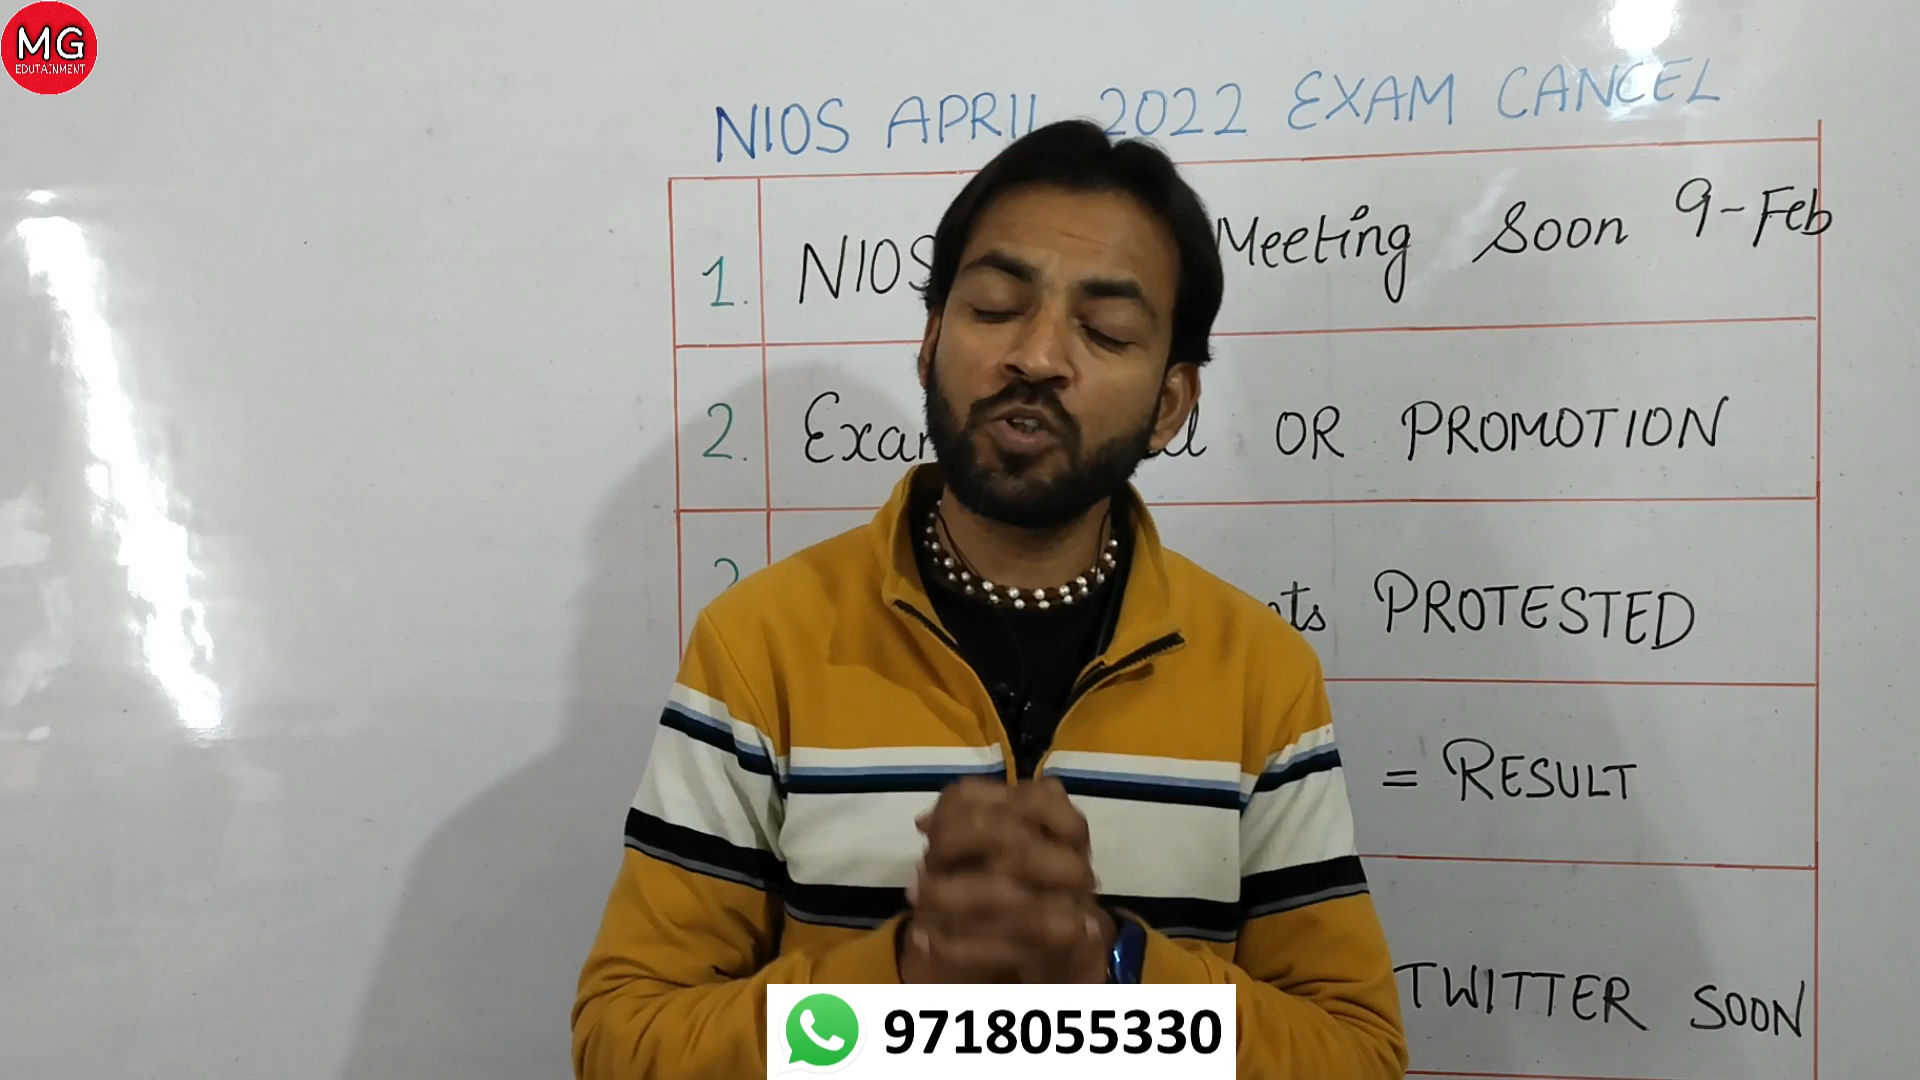 MG
EDUTAINMENT
NIOS APRIL 2022 EXAM CANCEL
1. NIOS Meeting Soon 9-Feb
2. OR PROMOTION
PROTESTED
= RESULT
TWITTER SOON
9718055330